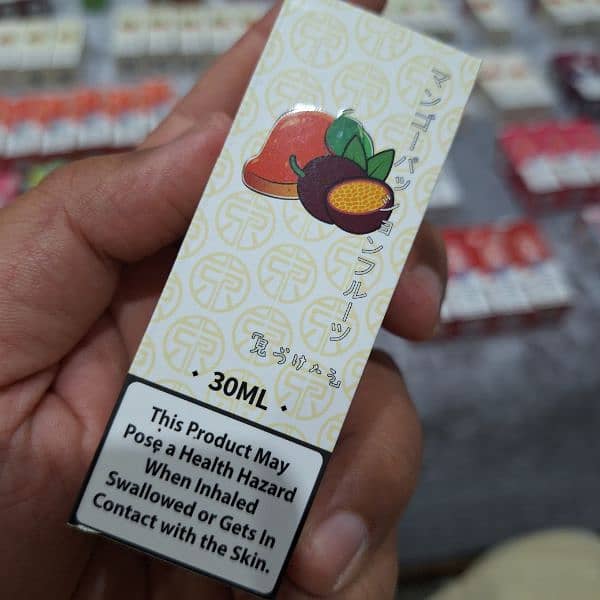 マンゴーパッションフルーツ
30ML
This Product May
Pose a Health Hazard
When Inhaled
Swallowed or Gets In
Contact with the Skin.